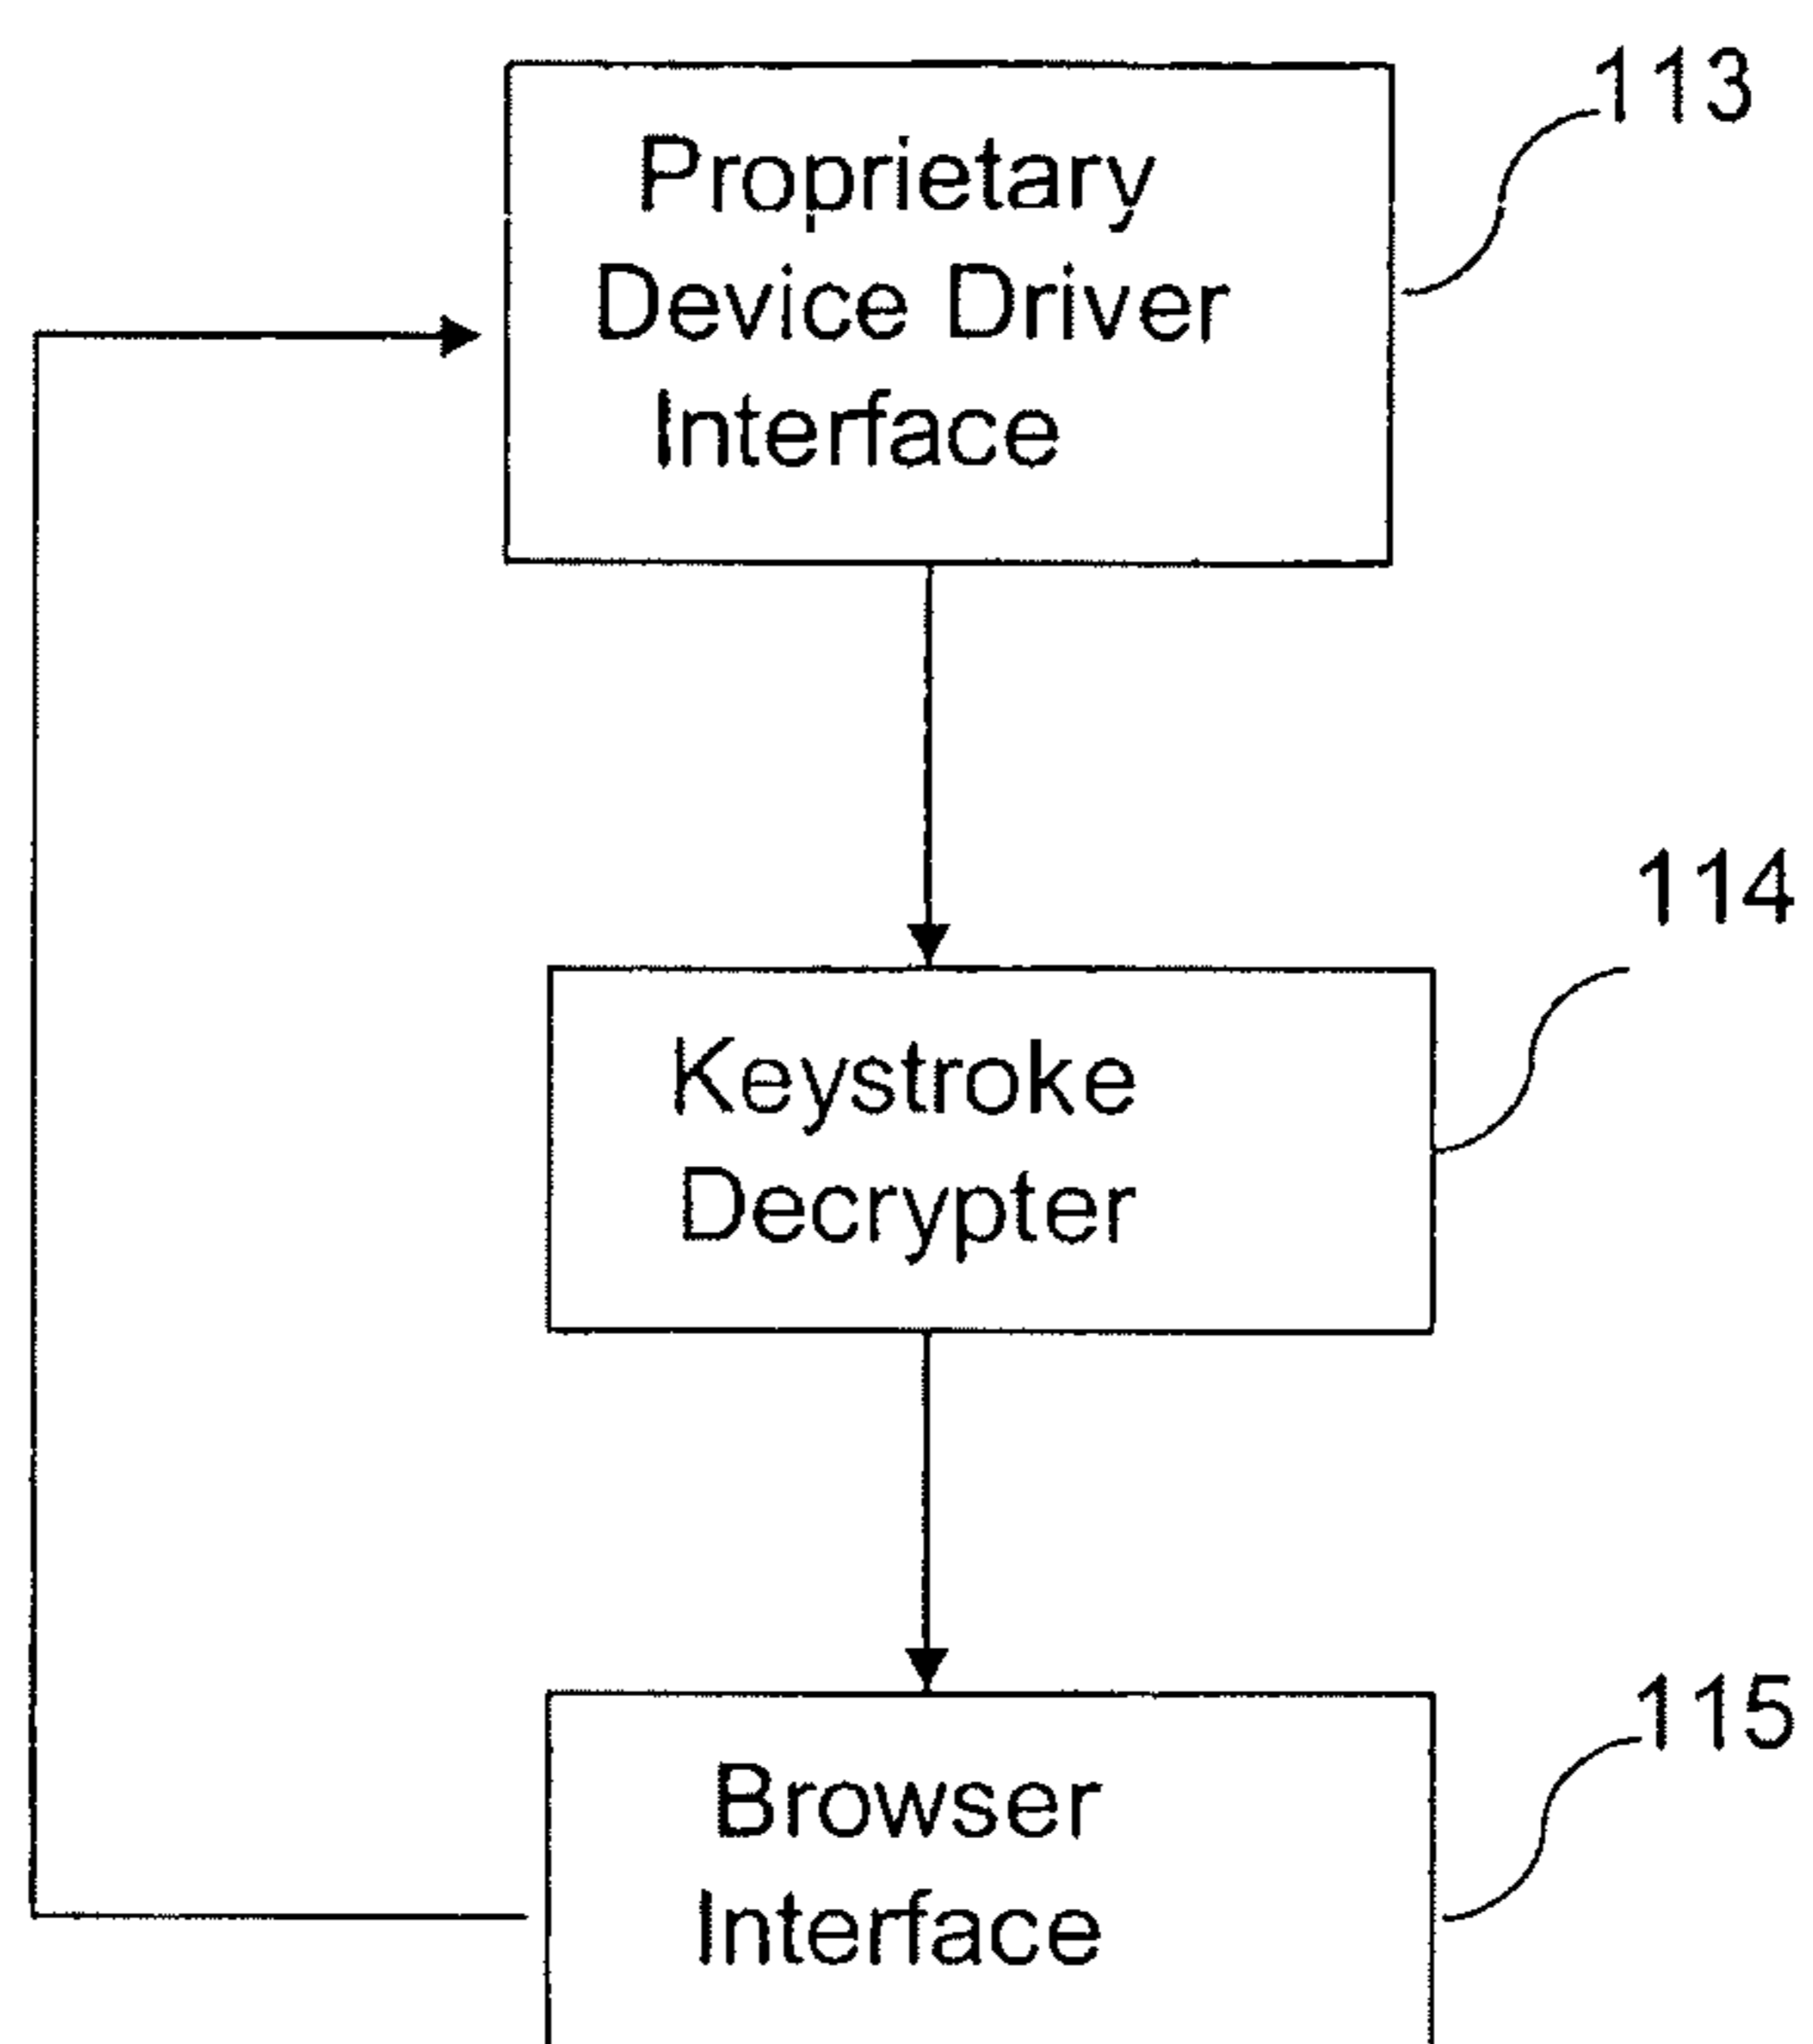 113
Proprietary
Device Driver
Interface
114
Keystroke
Decrypter
115
Browser
Interface